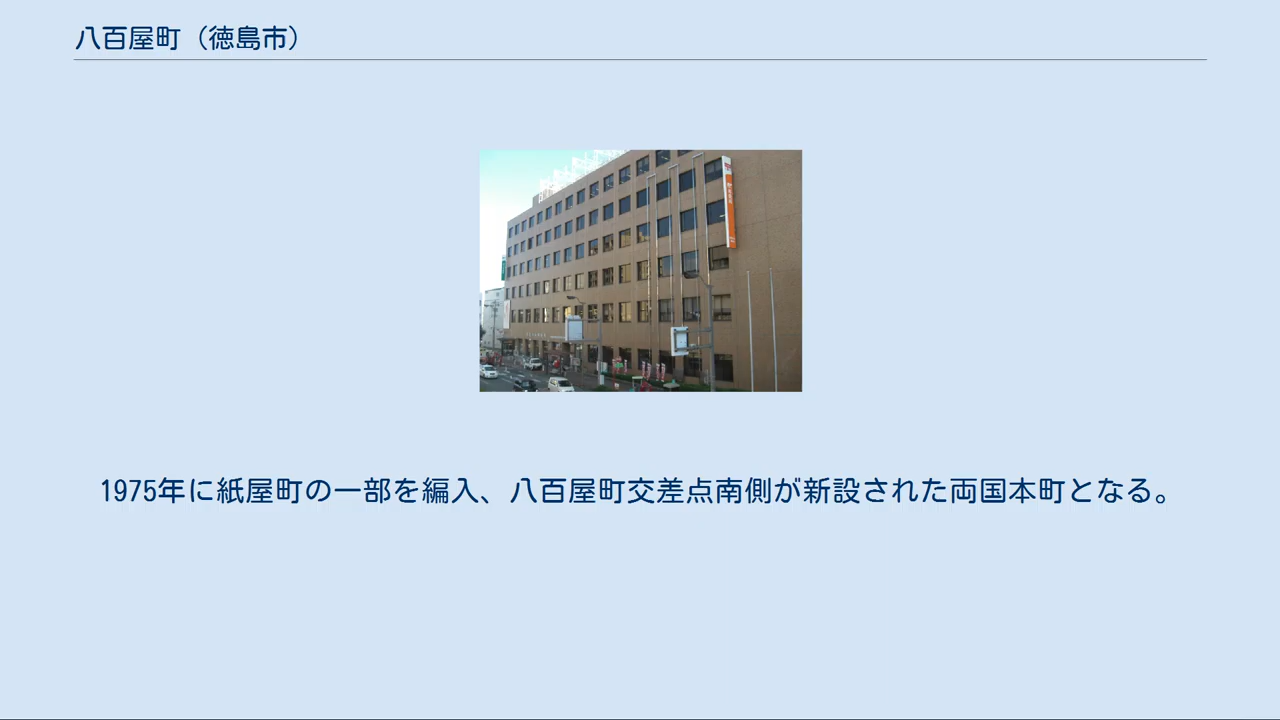 八百屋町（徳島市）
1975年に紙屋町の一部を編入、八百屋町交差点南側が新設された両国本町となる。